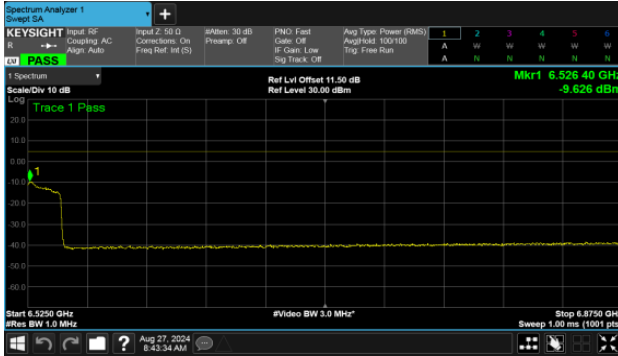 Spectrum Analyzer 1
Swept SA
+
KEYSIGHT
R
LXI PASS
Input: RF
Coupling: AC
Align: Auto
Input Z: 50 Ω
Corrections: On
Freq Ref: Int (S)
#Atten: 30 dB
Preamp: Off
PNO: Fast
Gate: Off
IF Gain: Low
Sig Track: Off
Avg Type: Power (RMS)
Avg|Hold: 100/100
Trig: Free Run
1 2 3 4 5 6
A W W W W W
A N N N N N
1 Spectrum
Scale/Div 10 dB
Ref Lvl Offset 11.50 dB
Ref Level 30.00 dBm
Mkr1 6.526 40 GHz
-9.626 dBm
Log
Trace 1 Pass
20.0
10.0
0.00
1
-10.0
-20.0
-30.0
-40.0
-50.0
-60.0
Start 6.5250 GHz
#Res BW 1.0 MHz
#Video BW 3.0 MHz*
Stop 6.8750 GHz
Sweep 1.00 ms (1001 pts
?
Aug 27, 2024
8:43:34 AM